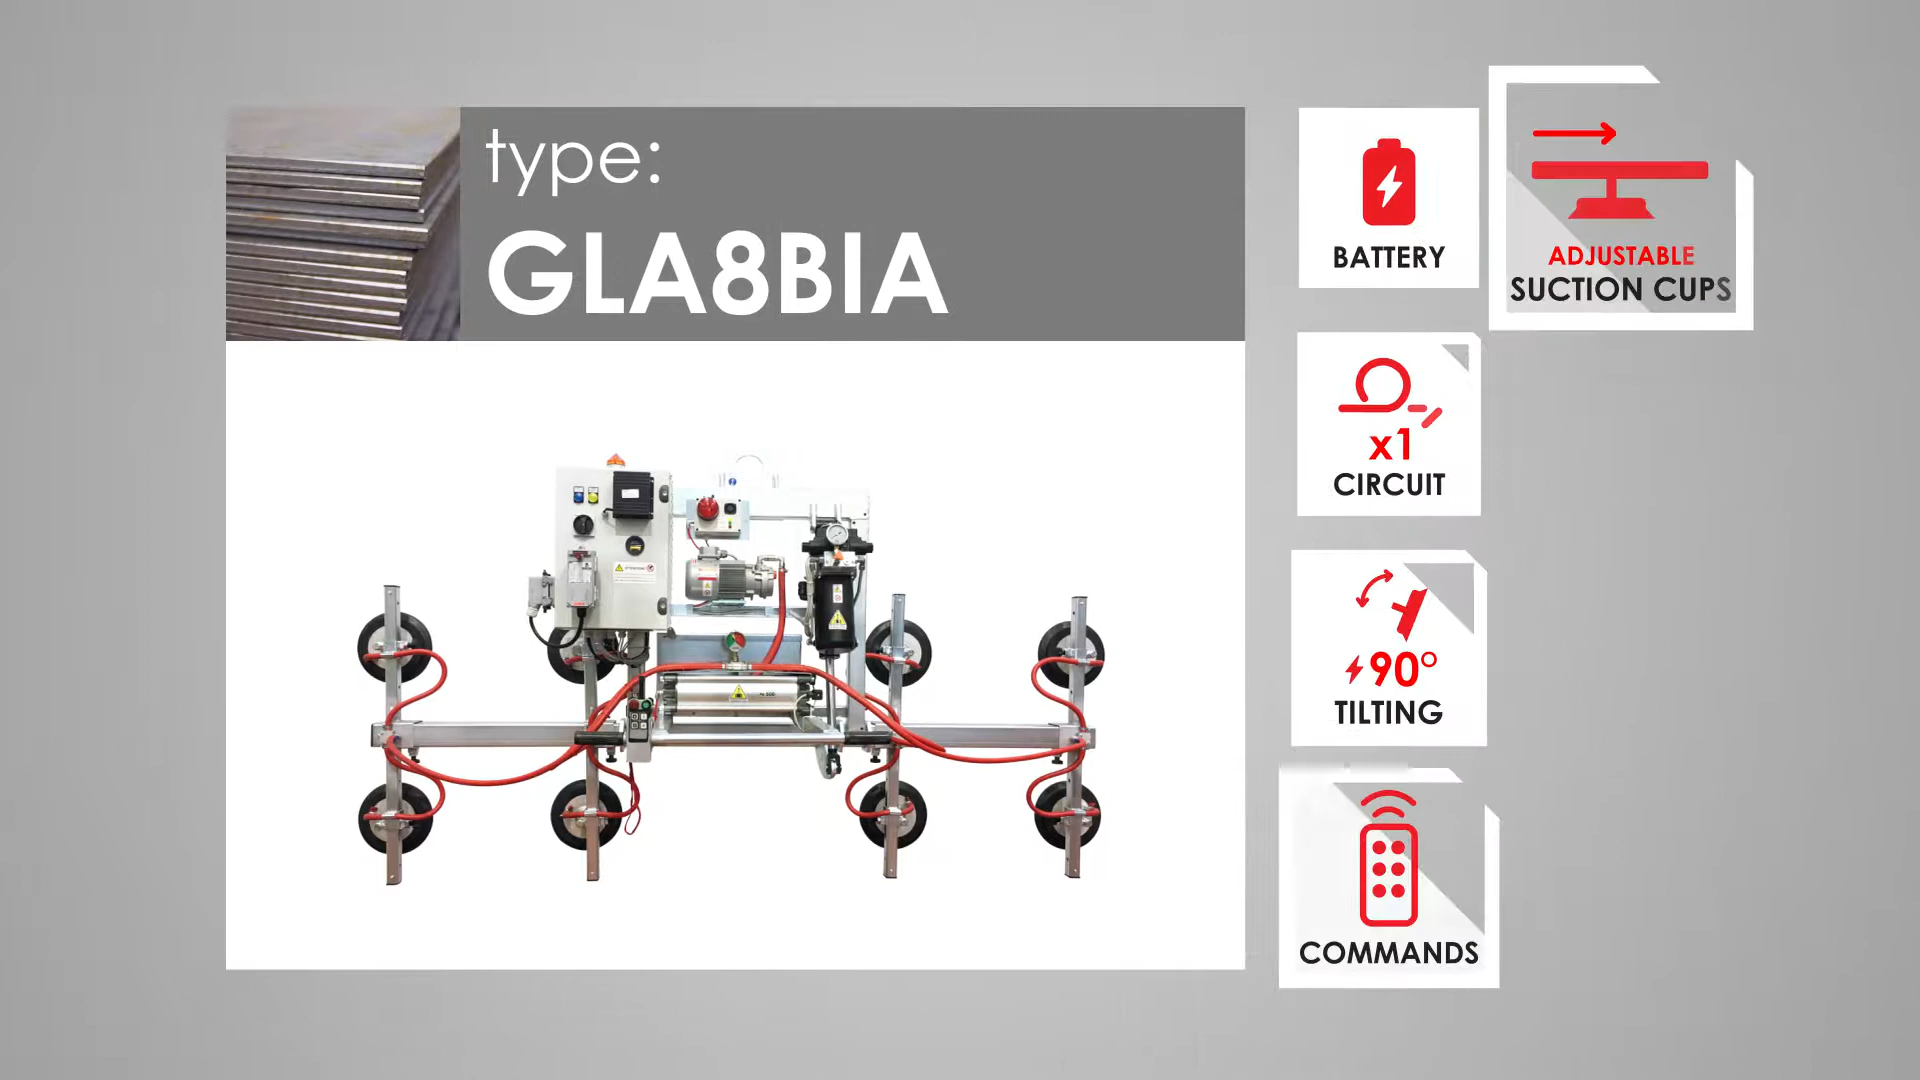 type:
GLA8BIA
BATTERY
ADJUSTABLE
SUCTION CUPS
x1
CIRCUIT
90°
TILTING
COMMANDS